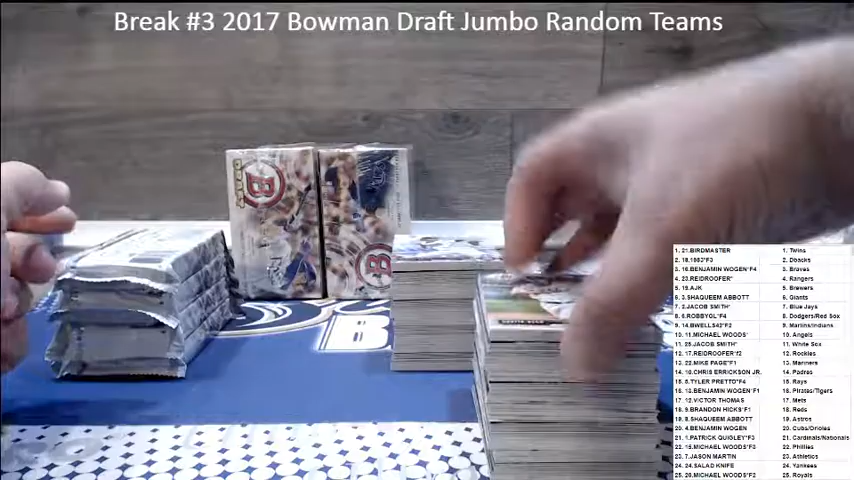 Break #3 2017 Bowman Draft Jumbo Random Teams
B
B
B
1. 21.BIRDMASTER 1. Twins
2. 18.1883*F3 2. Dbacks
3. 16.BENJAMIN WOGEN*F4 3. Braves
4. 23.REIDROOFER* 4. Rangers
5. 19.AJK 5. Brewers
6. 3.SHAQUEEM ABBOTT 6. Giants
7. 2.JACOB SMITH* 7. Blue Jays
8. 6.ROBBYOL*F4 8. Dodgers/Red Sox
9. 14.BWELLS42*F2 9. Marlins/Indians
10. 11.MICHAEL WOODS* 10. Angels
11. 25.JACOB SMITH* 11. White Sox
12. 17.REIDROOFER*f2 12. Rockies
13. 22.MIKE PAGE*F1 13. Mariners
14. 10.CHRIS ERRICKSON JR. 14. Padres
15. 8.TYLER PRETTO*F4 15. Rays
16. 13.BENJAMIN WOGEN*F1 16. Pirates/Tigers
17. 12.VICTOR THOMAS 17. Mets
18. 9.BRANDON HICKS*F1 18. Reds
19. 5.SHAQUEEM ABBOTT 19. Astros
20. 4.BENJAMIN WOGEN 20. Cubs/Orioles
21. 1.PATRICK QUIGLEY*F3 21. Cardinals/Nationals
22. 15.MICHAEL WOODS* 22. Phillies
23. 7.JASON MARTIN 23. Athletics
24. 24.SALAD KNIFE 24. Yankees
25. 20.MICHAEL WOODS*F2 25. Royals